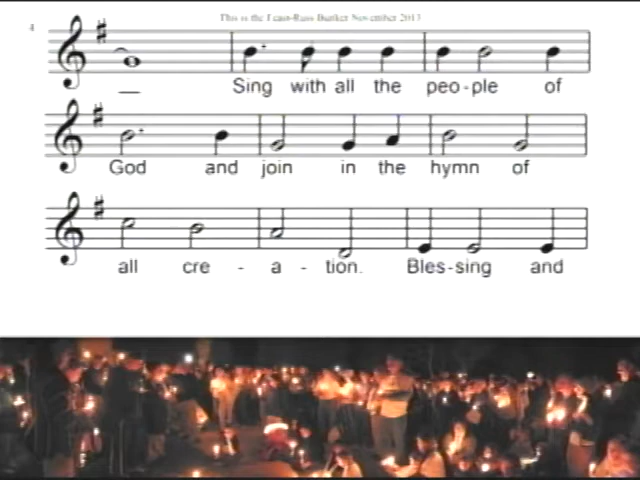 This is the Feast-Russ Bunker November 2013
4
Sing with all the peo-ple of
God and join in the hymn of
all cre - a - tion. Bles-sing and